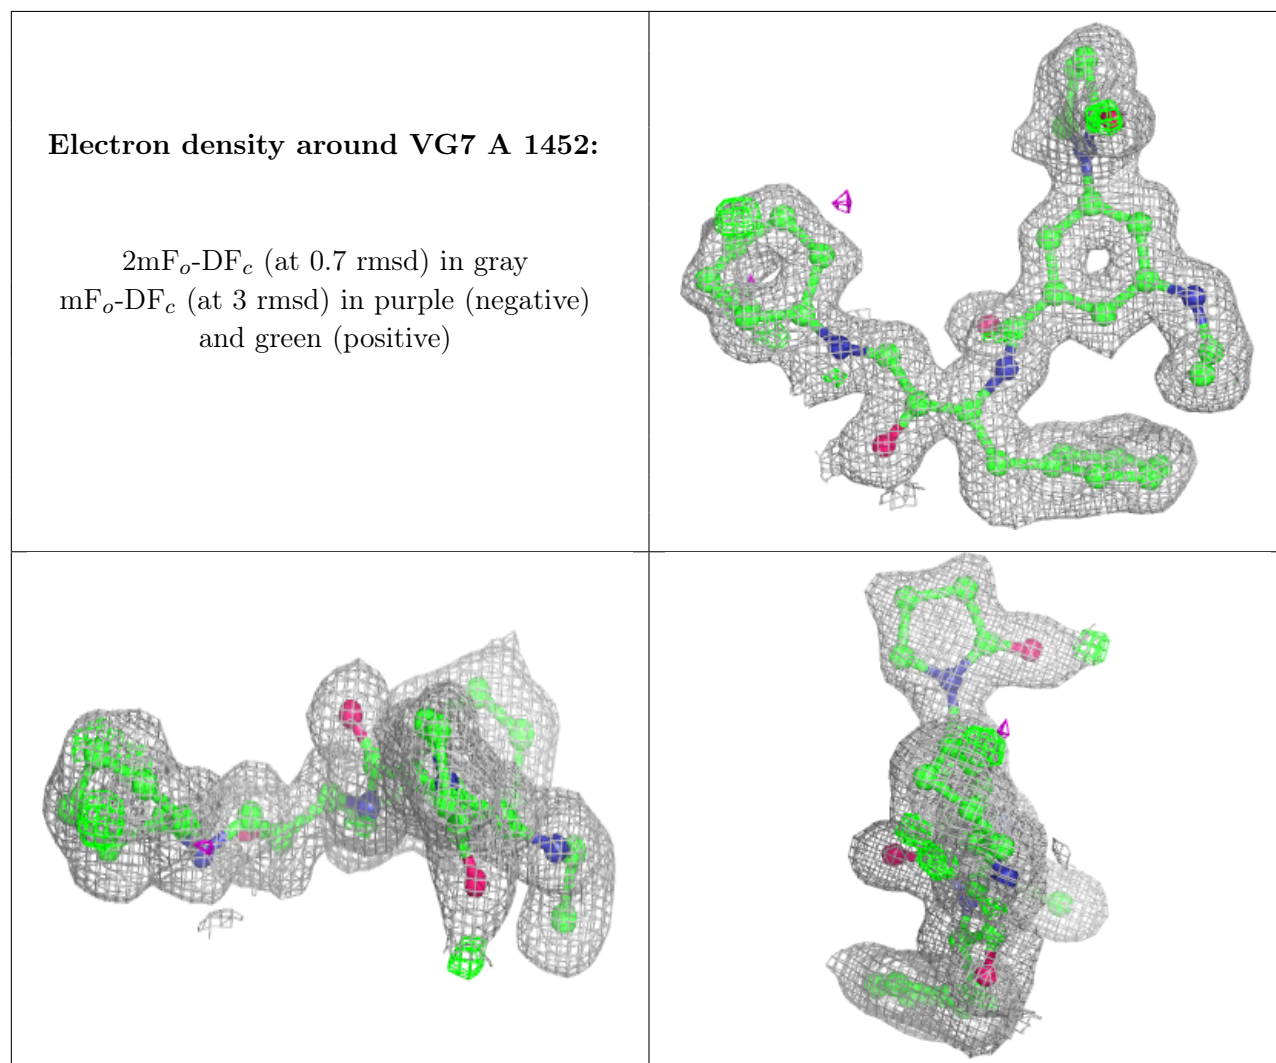 Electron density around VG7 A 1452:
2mFₒ-DF𝒸 (at 0.7 rmsd) in gray
mFₒ-DF𝒸 (at 3 rmsd) in purple (negative)
and green (positive)